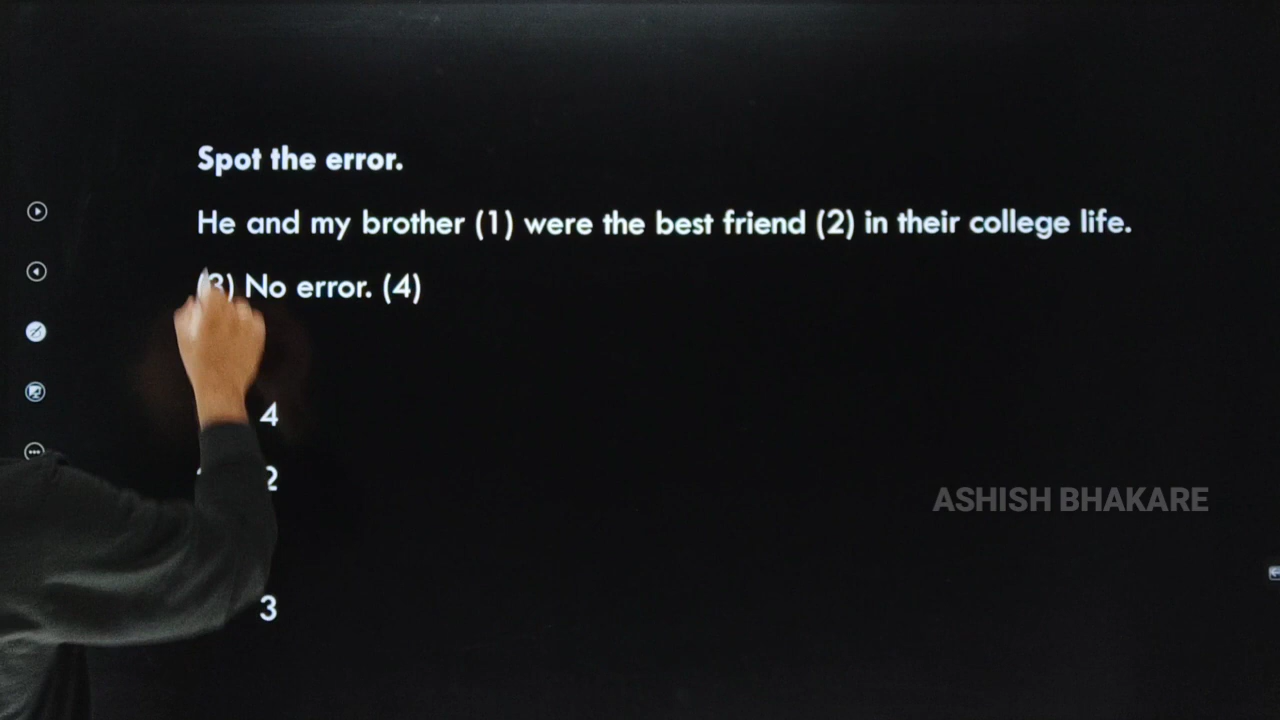 Spot the error.
He and my brother (1) were the best friend (2) in their college life.
(3) No error. (4)
4
2
3
ASHISH BHAKARE